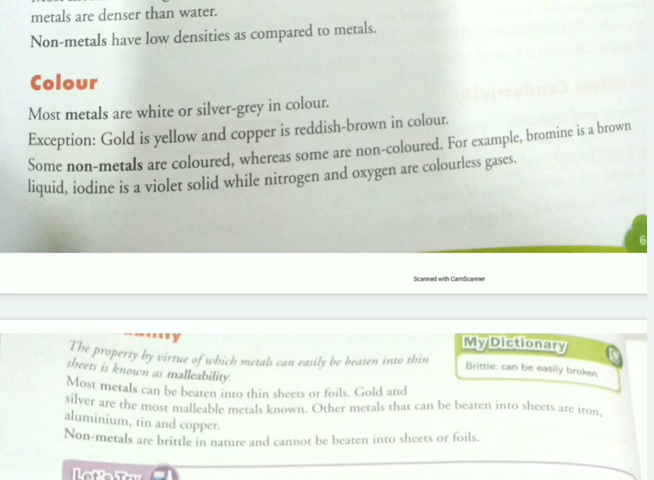 metals are denser than water.
Non-metals have low densities as compared to metals.
Colour
Most metals are white or silver-grey in colour.
Exception: Gold is yellow and copper is reddish-brown in colour.
Some non-metals are coloured, whereas some are non-coloured. For example, bromine is a brown
liquid, iodine is a violet solid while nitrogen and oxygen are colourless gases.
6
Scanned with CamScanner
The property by virtue of which metals can easily be beaten into thin
sheets is known as malleability.
My Dictionary
Brittle: can be easily broken
Most metals can be beaten into thin sheets or foils. Gold and
silver are the most malleable metals known. Other metals that can be beaten into sheets are iron,
aluminium, tin and copper.
Non-metals are brittle in nature and cannot be beaten into sheets or foils.
Let's Try